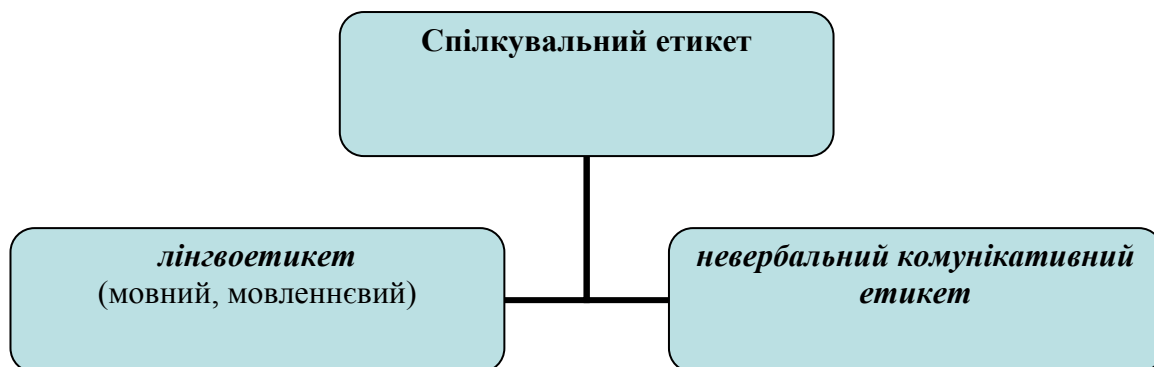 Спілкувальний етикет
лінгвоетикет
(мовний, мовленнєвий)
невербальний комунікативний
етикет